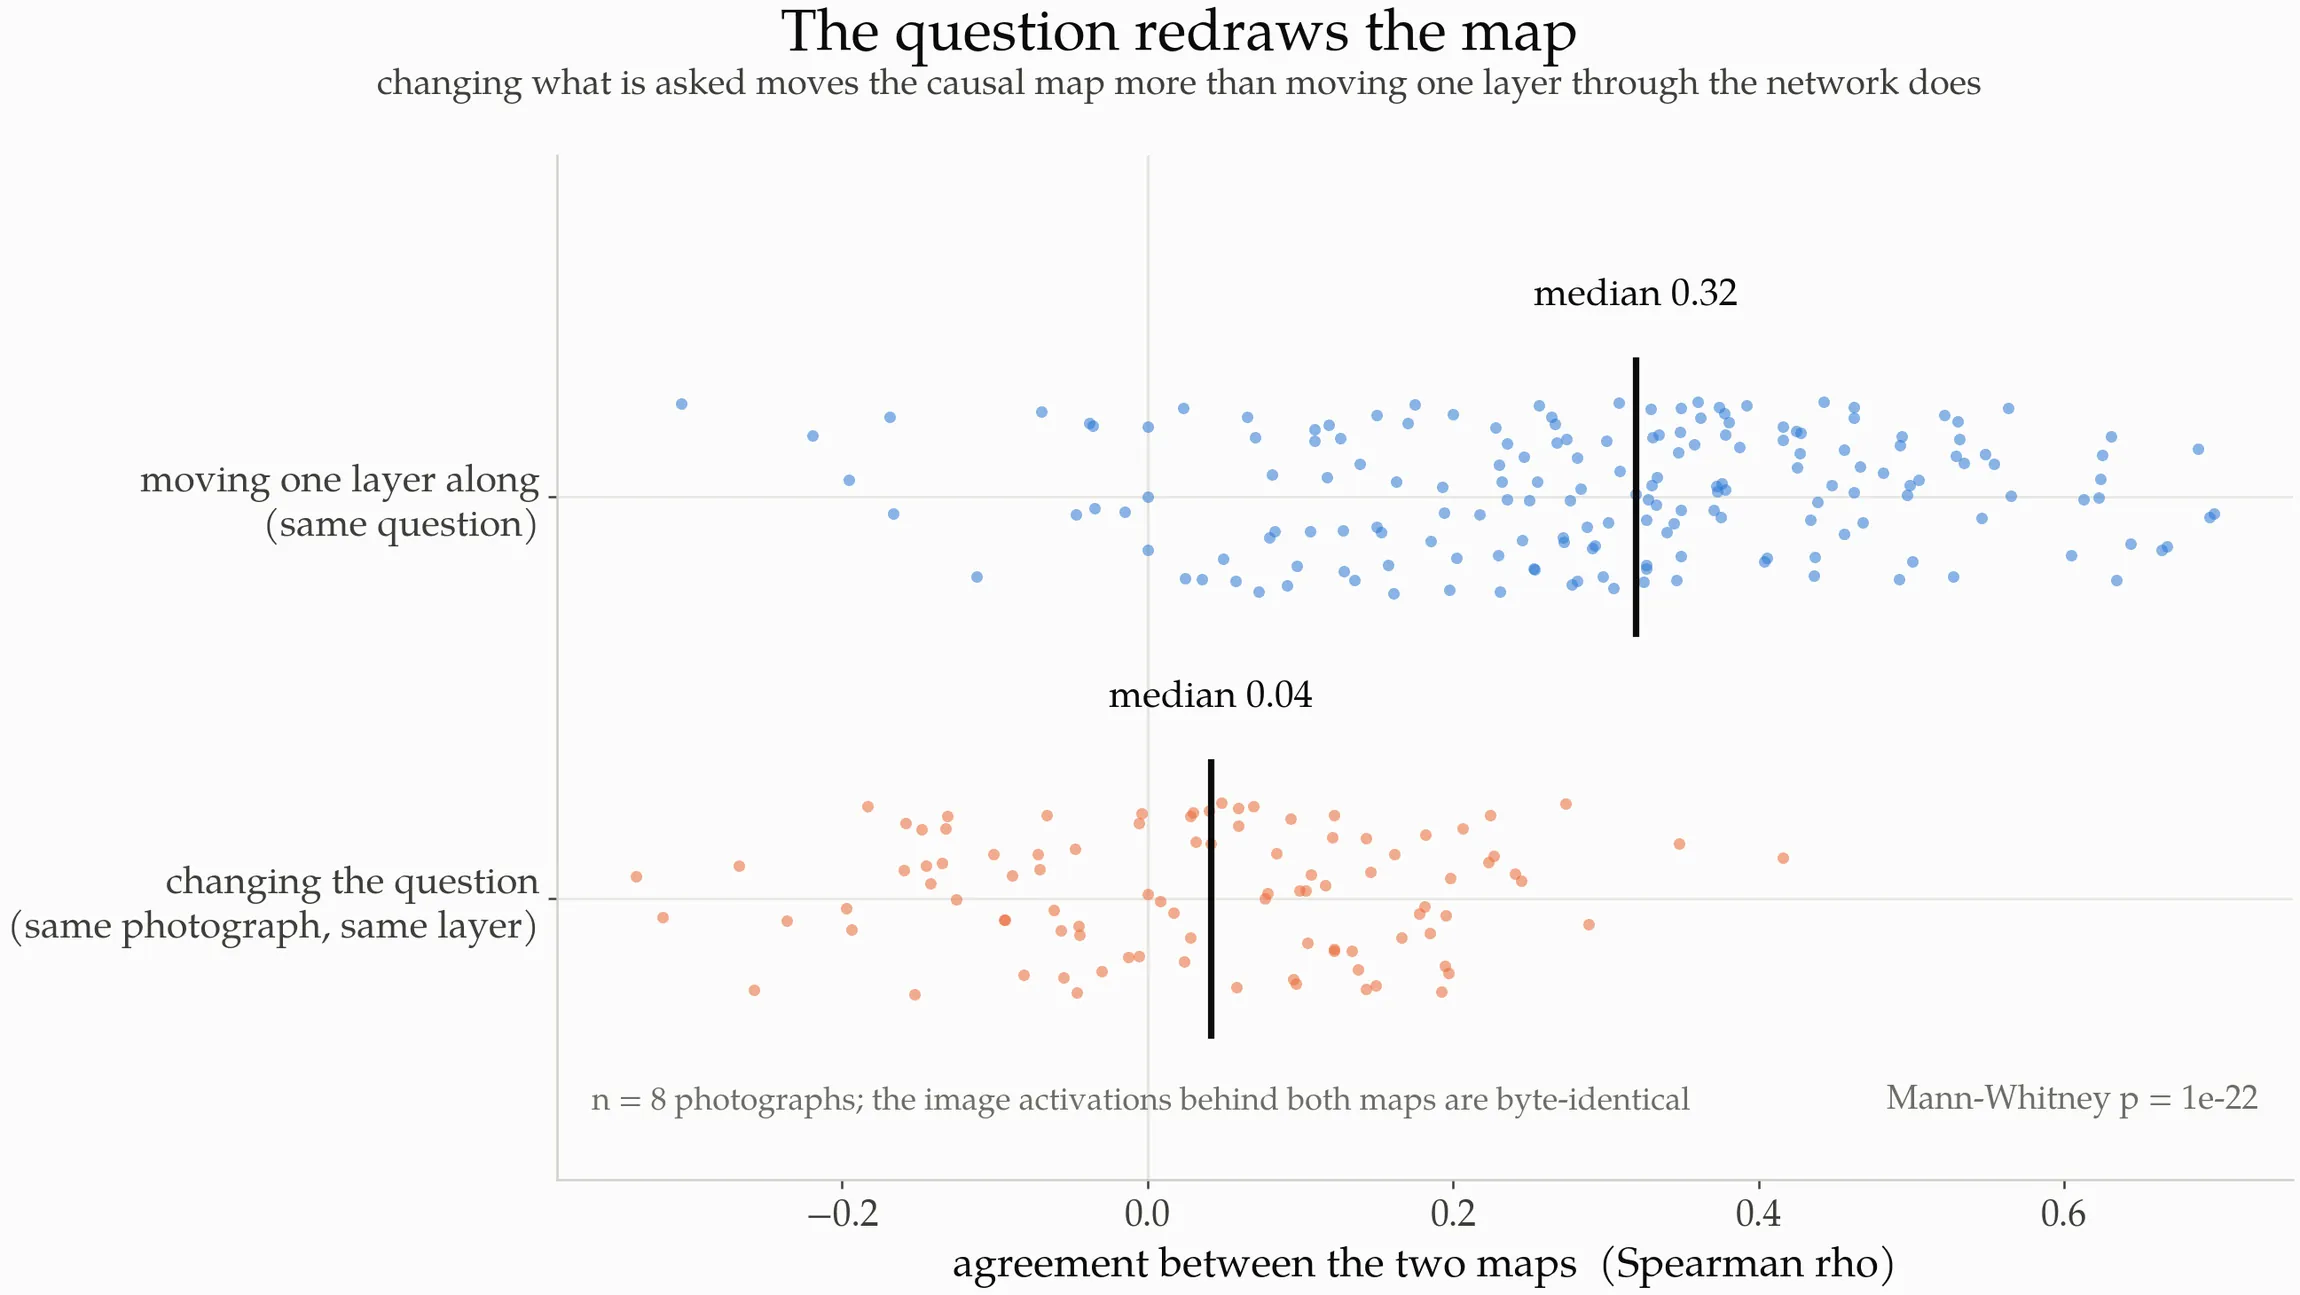 The question redraws the map
changing what is asked moves the causal map more than moving one layer through the network does
median 0.32
moving one layer along
(same question)
median 0.04
changing the question
(same photograph, same layer)
n = 8 photographs; the image activations behind both maps are byte-identical
Mann-Whitney p = 1e-22
−0.2
0.0
0.2
0.4
0.6
agreement between the two maps (Spearman rho)